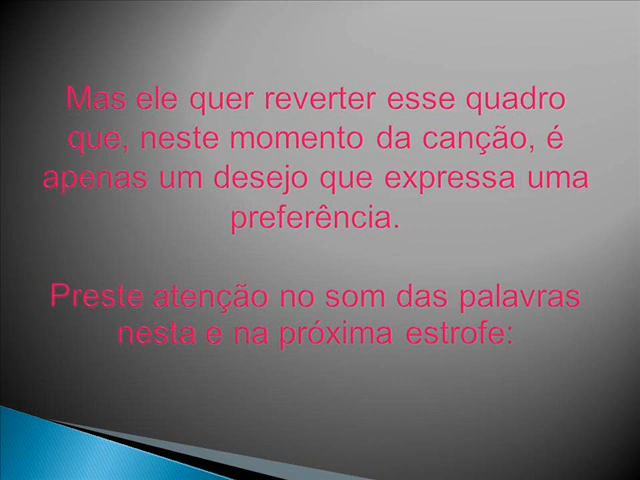 Mas ele quer reverter esse quadro
que, neste momento da canção, é
apenas um desejo que expressa uma
preferência.
Preste atenção no som das palavras
nesta e na próxima estrofe: